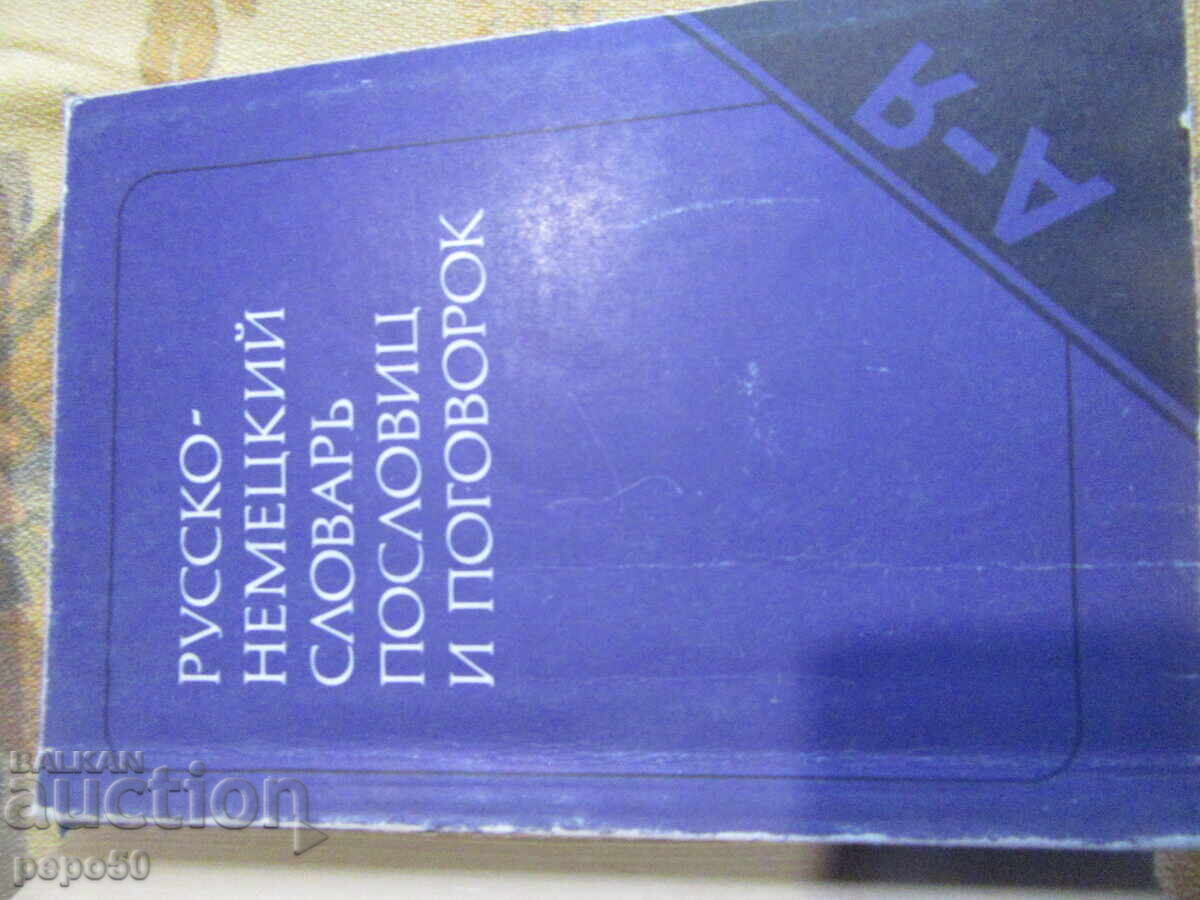 РУССКО-
НЕМЕЦКИЙ
СЛОВАРЬ
ПОСЛОВИЦ
И ПОГОВОРОК
А-Я
BALKAN
auction
pepo50